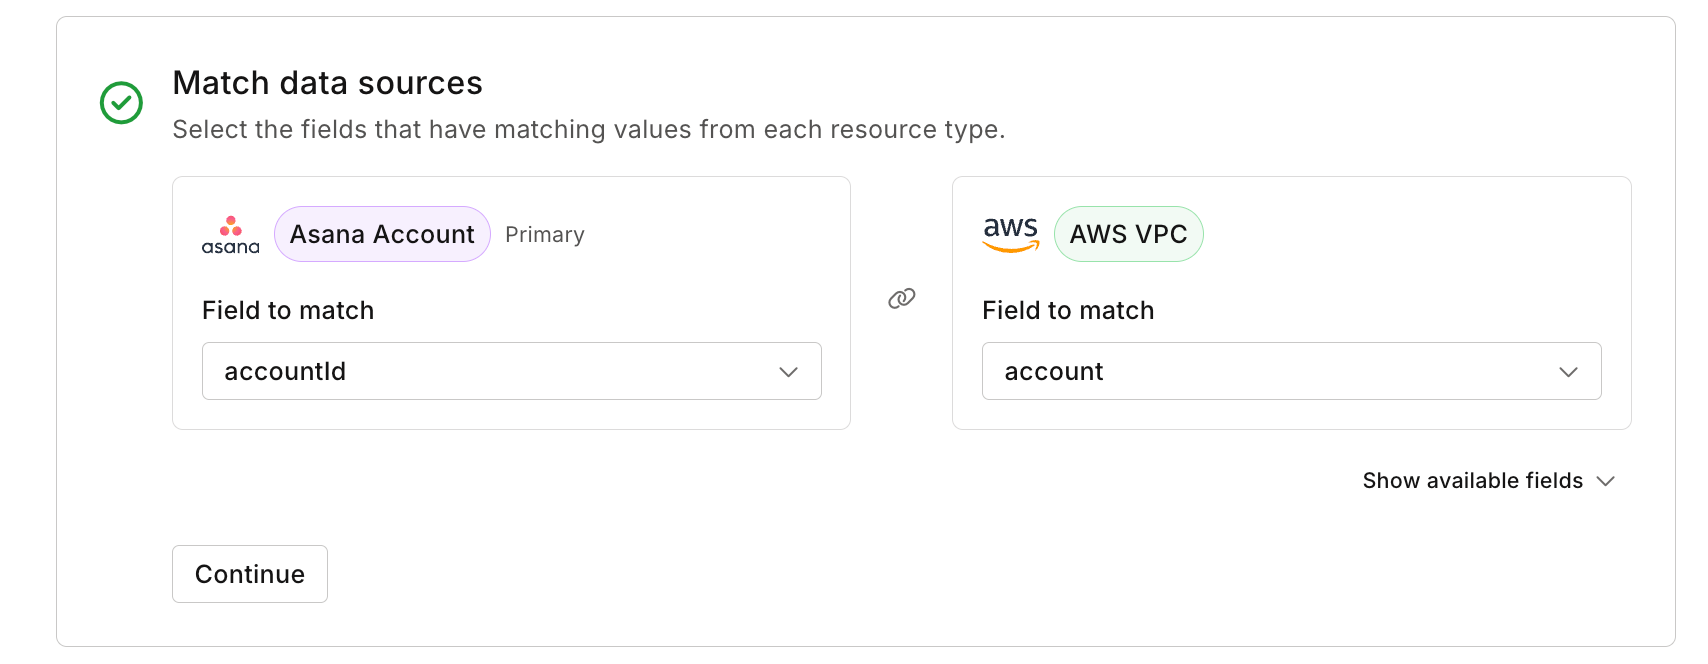 Match data sources
Select the fields that have matching values from each resource type.
asana Asana Account Primary
Field to match
accountId
aws AWS VPC
Field to match
account
Show available fields
Continue